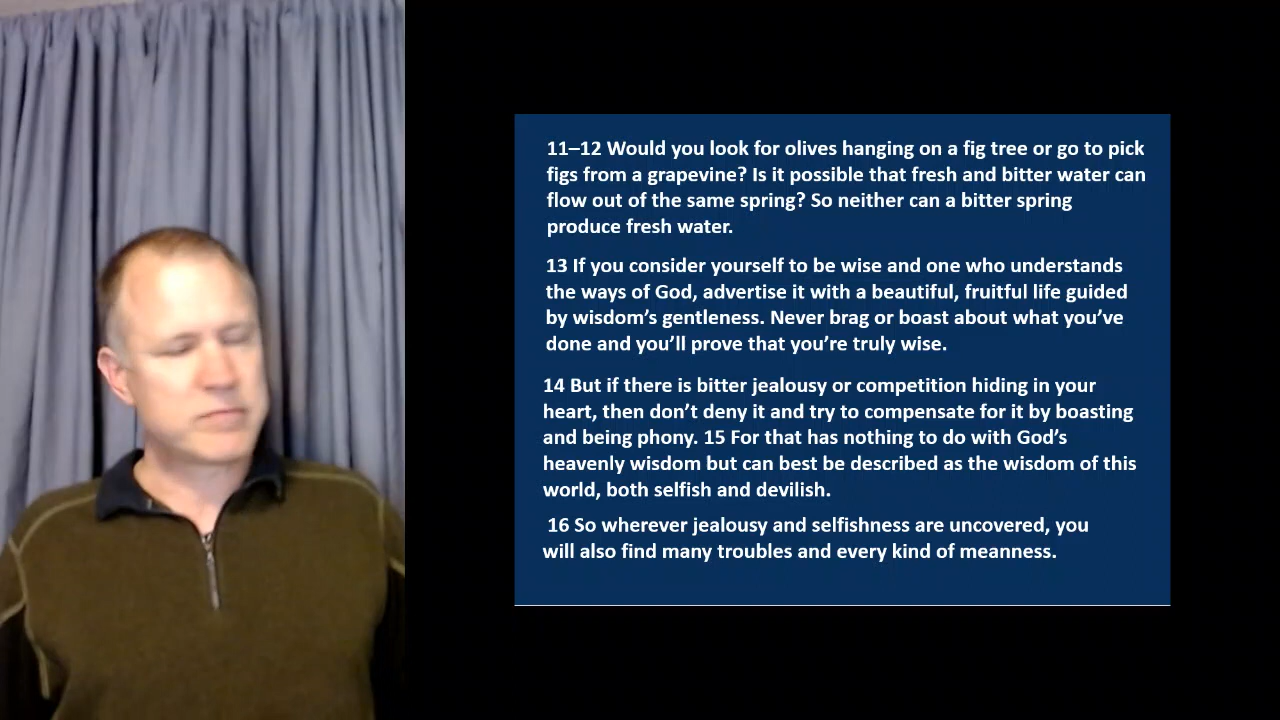 11–12 Would you look for olives hanging on a fig tree or go to pick
figs from a grapevine? Is it possible that fresh and bitter water can
flow out of the same spring? So neither can a bitter spring
produce fresh water.
13 If you consider yourself to be wise and one who understands
the ways of God, advertise it with a beautiful, fruitful life guided
by wisdom’s gentleness. Never brag or boast about what you’ve
done and you’ll prove that you’re truly wise.
14 But if there is bitter jealousy or competition hiding in your
heart, then don’t deny it and try to compensate for it by boasting
and being phony. 15 For that has nothing to do with God’s
heavenly wisdom but can best be described as the wisdom of this
world, both selfish and devilish.
16 So wherever jealousy and selfishness are uncovered, you
will also find many troubles and every kind of meanness.